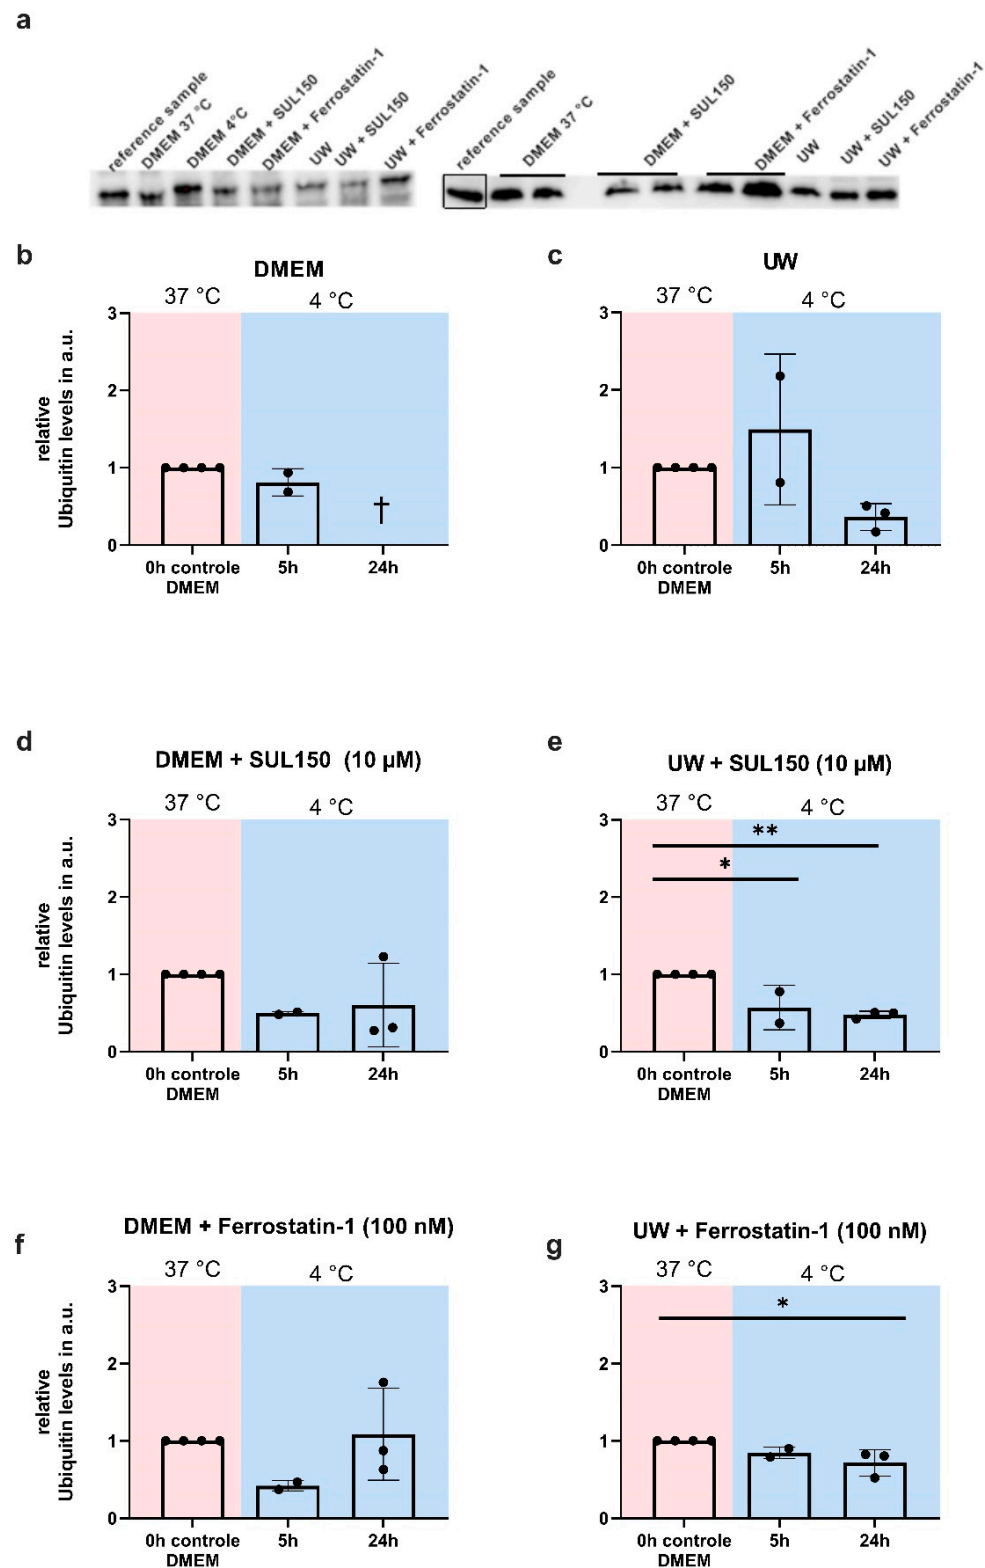 a
reference sample
DMEM 37 °C
DMEM 4°C
DMEM + SUL150
DMEM + Ferrostatin-1
UW
UW + SUL150
UW + Ferrostatin-1
reference sample
DMEM 37 °C
DMEM + SUL150
DMEM + Ferrostatin-1
UW
UW + SUL150
UW + Ferrostatin-1
b
DMEM
37 °C
4 °C
relative
Ubiquitin levels in a.u.
3
2
1
0
†
0h controle
DMEM
5h
24h
c
UW
37 °C
4 °C
3
2
1
0
0h controle
DMEM
5h
24h
d
DMEM + SUL150 (10 µM)
37 °C
4 °C
relative
Ubiquitin levels in a.u.
3
2
1
0
0h controle
DMEM
5h
24h
e
UW + SUL150 (10 µM)
37 °C
4 °C
**
*
3
2
1
0
0h controle
DMEM
5h
24h
f
DMEM + Ferrostatin-1 (100 nM)
37 °C
4 °C
relative
Ubiquitin levels in a.u.
3
2
1
0
0h controle
DMEM
5h
24h
g
UW + Ferrostatin-1 (100 nM)
37 °C
4 °C
*
3
2
1
0
0h controle
DMEM
5h
24h